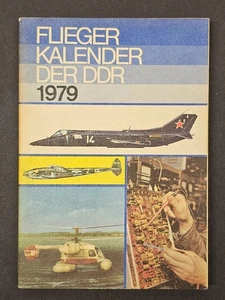 FLIEGER
KALENDER
DER DDR
1979
14